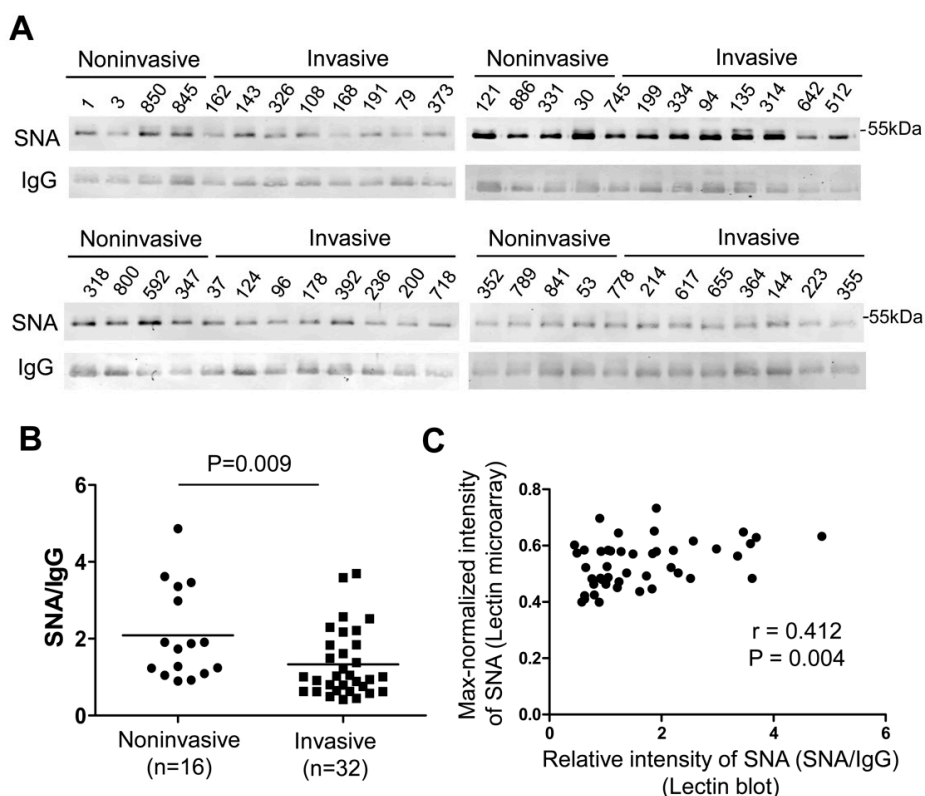 A
Noninvasive Invasive
1 3 850 845 162 143 326 108 168 191 79 373
SNA
IgG
Noninvasive Invasive
121 886 331 30 745 199 334 94 135 314 642 512
-55kDa
Noninvasive Invasive
318 800 592 347 37 124 96 178 392 236 200 718
SNA
IgG
Noninvasive Invasive
352 789 841 53 778 214 617 655 364 144 223 355
-55kDa
B
P=0.009
SNA/IgG
6
4
2
0
Noninvasive
(n=16)
Invasive
(n=32)
C
Max-normalized intensity
of SNA (Lectin microarray)
0.8
0.6
0.4
0.2
0.0
r = 0.412
P = 0.004
0 2 4 6
Relative intensity of SNA (SNA/IgG)
(Lectin blot)